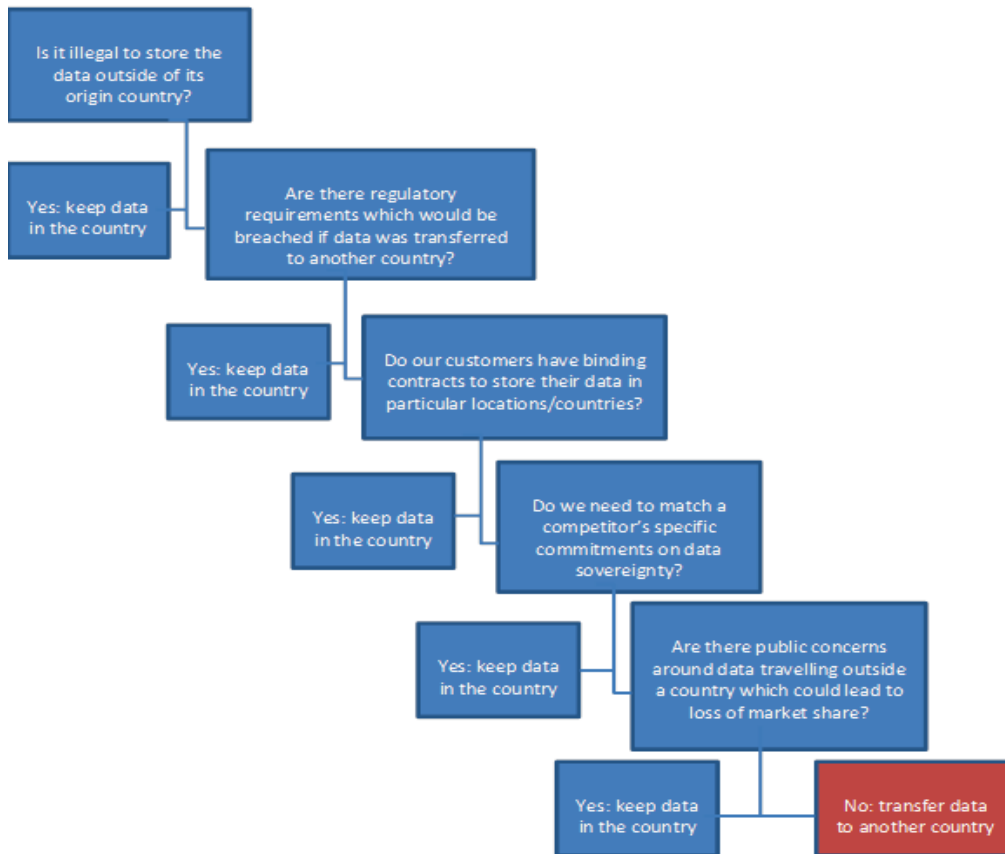 Is it illegal to store the
data outside of its
origin country?
Yes: keep data
in the country
Are there regulatory
requirements which would be
breached if data was transferred
to another country?
Yes: keep data
in the country
Do our customers have binding
contracts to store their data in
particular locations/countries?
Yes: keep data
in the country
Do we need to match a
competitor’s specific
commitments on data
sovereignty?
Yes: keep data
in the country
Are there public concerns
around data travelling outside
a country which could lead to
loss of market share?
Yes: keep data
in the country
No: transfer data
to another country